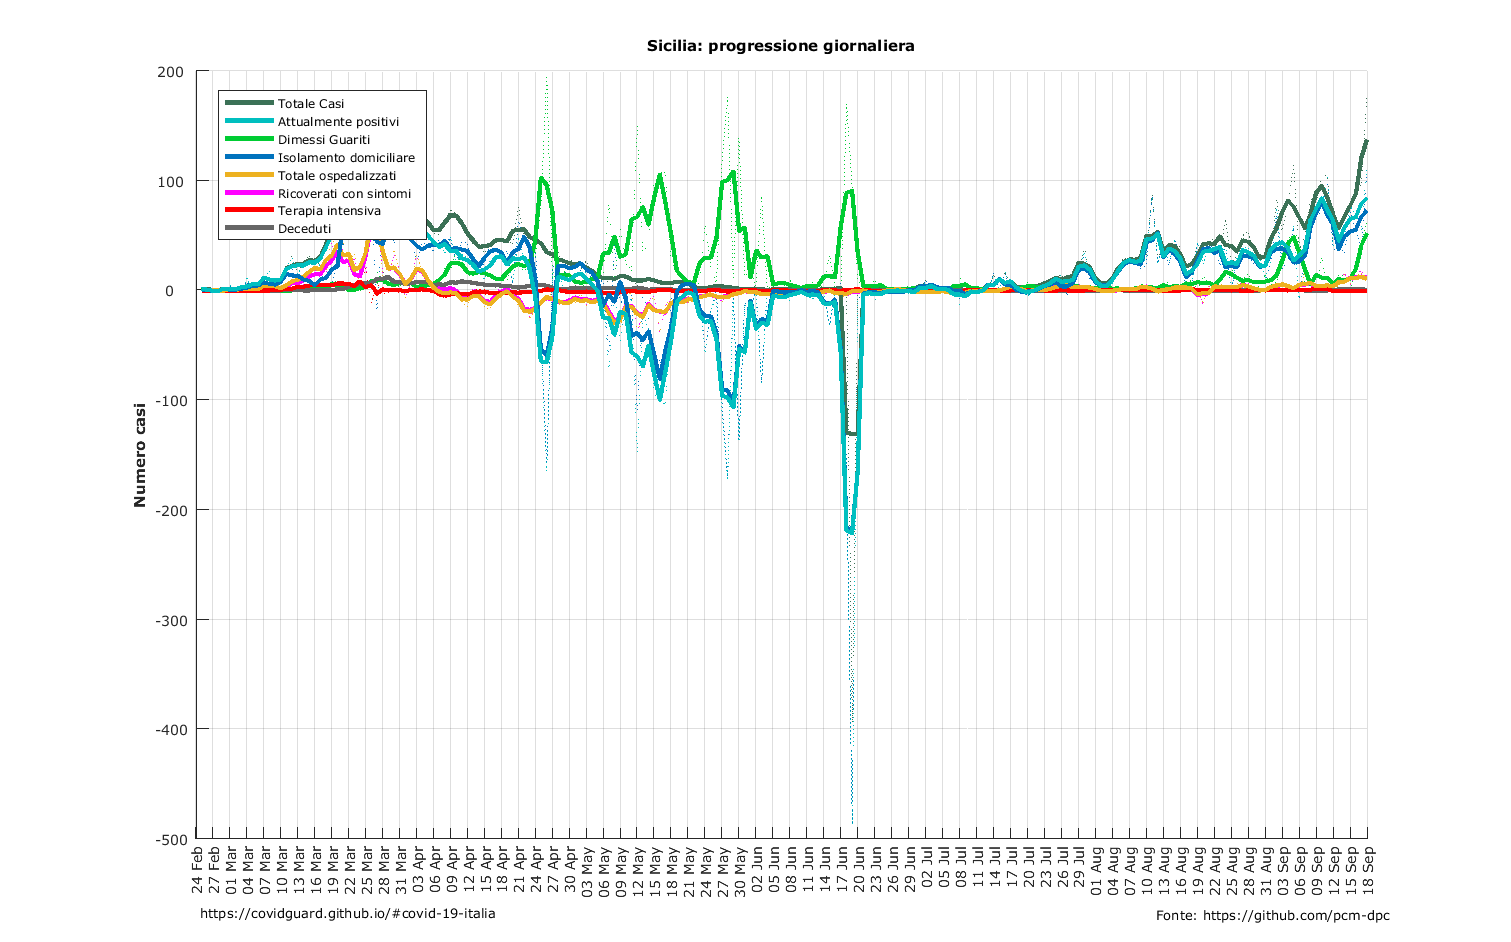 Sicilia: progressione giornaliera
200
100
0
-100
-200
-300
-400
-500
Numero casi
Totale Casi
Attualmente positivi
Dimessi Guariti
Isolamento domiciliare
Totale ospedalizzati
Ricoverati con sintomi
Terapia intensiva
Deceduti
24 Feb
27 Feb
01 Mar
04 Mar
07 Mar
10 Mar
13 Mar
16 Mar
19 Mar
22 Mar
25 Mar
28 Mar
31 Mar
03 Apr
06 Apr
09 Apr
12 Apr
15 Apr
18 Apr
21 Apr
24 Apr
27 Apr
30 Apr
03 May
06 May
09 May
12 May
15 May
18 May
21 May
24 May
27 May
30 May
02 Jun
05 Jun
08 Jun
11 Jun
14 Jun
17 Jun
20 Jun
23 Jun
26 Jun
29 Jun
02 Jul
05 Jul
08 Jul
11 Jul
14 Jul
17 Jul
20 Jul
23 Jul
26 Jul
29 Jul
01 Aug
04 Aug
07 Aug
10 Aug
13 Aug
16 Aug
19 Aug
22 Aug
25 Aug
28 Aug
31 Aug
03 Sep
06 Sep
09 Sep
12 Sep
15 Sep
18 Sep
https://covidguard.github.io/#covid-19-italia
Fonte: https://github.com/pcm-dpc